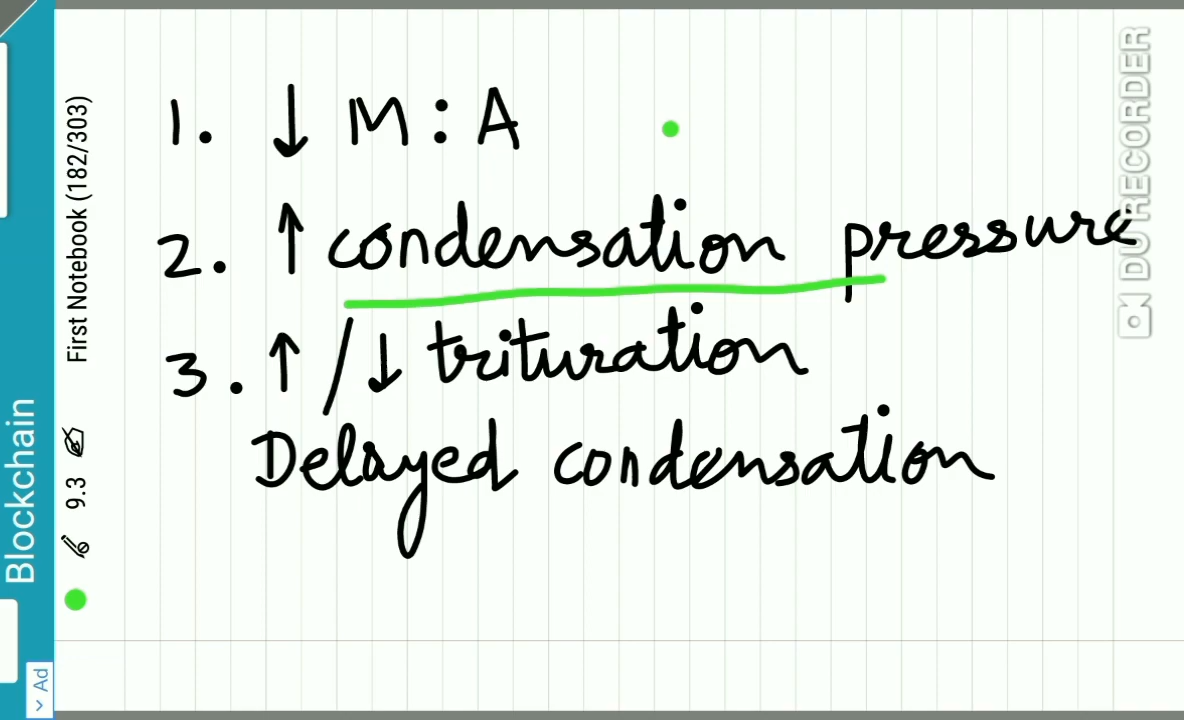 1. ↓ M : A
2. ↑ condensation pressure
3. ↑ / ↓ trituration
Delayed condensation
First Notebook (182/303)
9.3
Blockchain
Ad
DU RECORDER